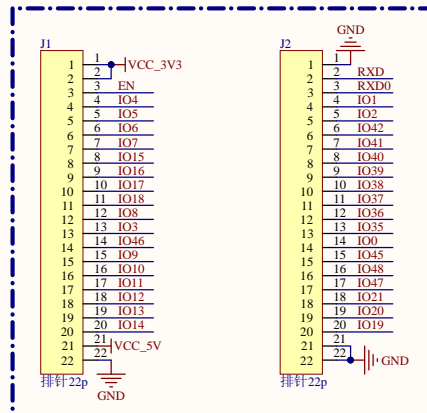 J1
1 1 VCC_3V3
2 2
3 3 EN
4 4 IO4
5 5 IO5
6 6 IO6
7 7 IO7
8 8 IO15
9 9 IO16
10 10 IO17
11 11 IO18
12 12 IO8
13 13 IO3
14 14 IO46
15 15 IO9
16 16 IO10
17 17 IO11
18 18 IO12
19 19 IO13
20 20 IO14
21 21 VCC_5V
22 22
排针22p
GND
GND
J2
1 1
2 2 RXD
3 3 RXD0
4 4 IO1
5 5 IO2
6 6 IO42
7 7 IO41
8 8 IO40
9 9 IO39
10 10 IO38
11 11 IO37
12 12 IO36
13 13 IO35
14 14 IO0
15 15 IO45
16 16 IO48
17 17 IO47
18 18 IO21
19 19 IO20
20 20 IO19
21 21
22 22 GND
排针22p